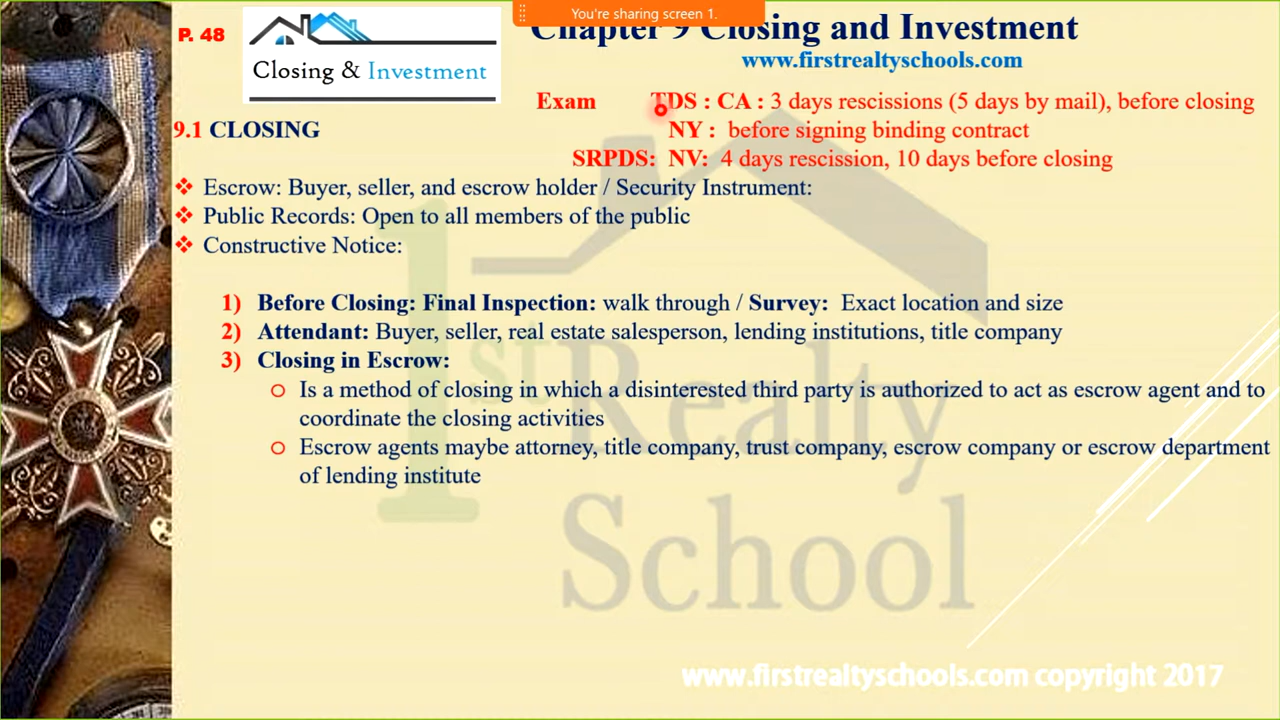 You're sharing screen 1.
P. 48
Closing & Investment
Chapter 9 Closing and Investment
www.firstrealtyschools.com
Exam TDS : CA : 3 days rescissions (5 days by mail), before closing
9.1 CLOSING
NY : before signing binding contract
SRPDS: NV: 4 days rescission, 10 days before closing
❖ Escrow: Buyer, seller, and escrow holder / Security Instrument:
❖ Public Records: Open to all members of the public
❖ Constructive Notice:
1) Before Closing: Final Inspection: walk through / Survey: Exact location and size
2) Attendant: Buyer, seller, real estate salesperson, lending institutions, title company
3) Closing in Escrow:
o Is a method of closing in which a disinterested third party is authorized to act as escrow agent and to
coordinate the closing activities
o Escrow agents maybe attorney, title company, trust company, escrow company or escrow department
of lending institute
1st Realty
School
www.firstrealtyschools.com copyright 2017